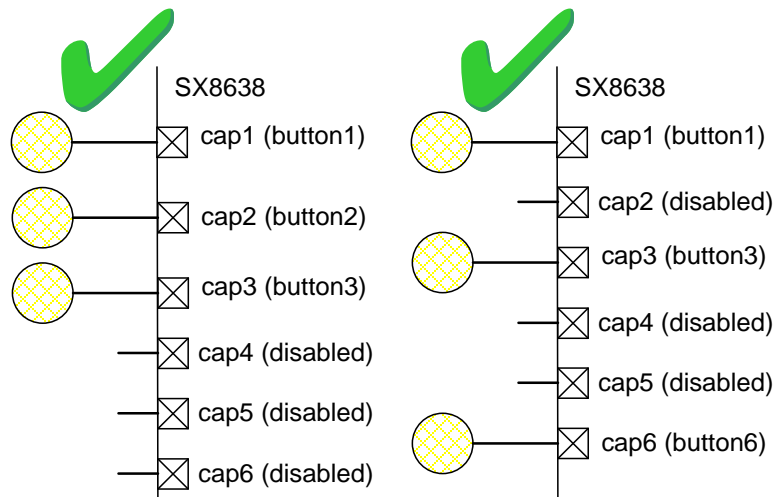 SX8638
cap1 (button1)
cap2 (button2)
cap3 (button3)
cap4 (disabled)
cap5 (disabled)
cap6 (disabled)
SX8638
cap1 (button1)
cap2 (disabled)
cap3 (button3)
cap4 (disabled)
cap5 (disabled)
cap6 (button6)